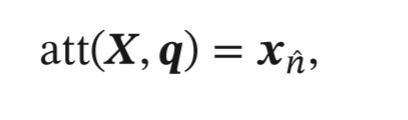 att(X, q) = x_n̂,